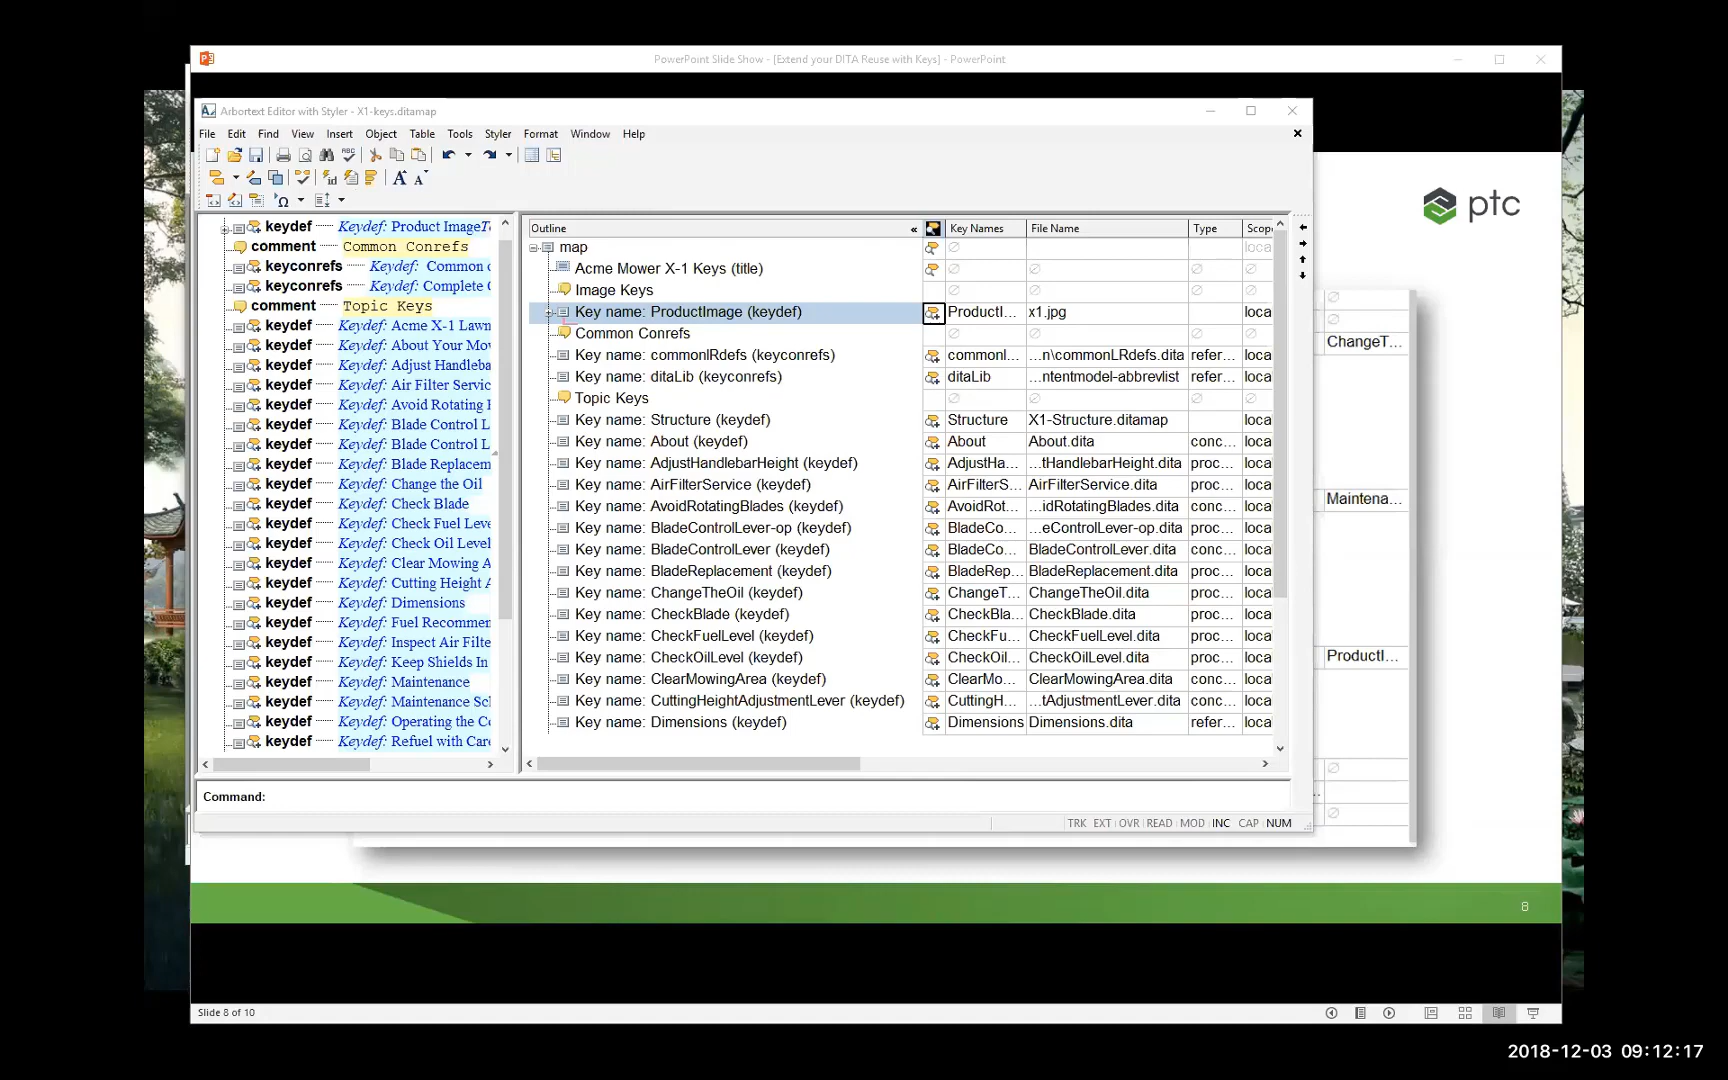 PowerPoint Slide Show - [Extend your DITA Reuse with Keys] - PowerPoint
Arbortext Editor with Styler - X1-keys.ditamap
File Edit Find View Insert Object Table Tools Styler Format Window Help
keydef Keydef: Product Image
comment Common Conrefs
keyconrefs Keydef: Common
keyconrefs Keydef: Complete
comment Topic Keys
keydef Keydef: Acme X-1 Lawn
keydef Keydef: About Your Mo
keydef Keydef: Adjust Handleba
keydef Keydef: Air Filter Servic
keydef Keydef: Avoid Rotating
keydef Keydef: Blade Control L
keydef Keydef: Blade Control L
keydef Keydef: Blade Replacem
keydef Keydef: Change the Oil
keydef Keydef: Check Blade
keydef Keydef: Check Fuel Leve
keydef Keydef: Check Oil Level
keydef Keydef: Clear Mowing A
keydef Keydef: Cutting Height A
keydef Keydef: Dimensions
keydef Keydef: Fuel Recommen
keydef Keydef: Inspect Air Filte
keydef Keydef: Keep Shields In
keydef Keydef: Maintenance
keydef Keydef: Maintenance Sc
keydef Keydef: Operating the Co
keydef Keydef: Refuel with Care
Outline « Key Names File Name Type Scop
map loca
Acme Mower X-1 Keys (title)
Image Keys
Key name: ProductImage (keydef) ProductI... x1.jpg loca
Common Conrefs
Key name: commonlRdefs (keyconrefs) commonl... ...n\commonLRdefs.dita refer... loca
Key name: ditaLib (keyconrefs) ditaLib ...ntentmodel-abbrevlist refer... loca
Topic Keys
Key name: Structure (keydef) Structure X1-Structure.ditamap loca
Key name: About (keydef) About About.dita conc... loca
Key name: AdjustHandlebarHeight (keydef) AdjustHa... ...tHandlebarHeight.dita proc... loca
Key name: AirFilterService (keydef) AirFilterS... AirFilterService.dita proc... loca
Key name: AvoidRotatingBlades (keydef) AvoidRot... ...idRotatingBlades.dita conc... loca
Key name: BladeControlLever-op (keydef) BladeCo... ...eControlLever-op.dita proc... loca
Key name: BladeControlLever (keydef) BladeCo... BladeControlLever.dita conc... loca
Key name: BladeReplacement (keydef) BladeRep... BladeReplacement.dita proc... loca
Key name: ChangeTheOil (keydef) ChangeT... ChangeTheOil.dita proc... loca
Key name: CheckBlade (keydef) CheckBla... CheckBlade.dita proc... loca
Key name: CheckFuelLevel (keydef) CheckFu... CheckFuelLevel.dita proc... loca
Key name: CheckOilLevel (keydef) CheckOil... CheckOilLevel.dita proc... loca
Key name: ClearMowingArea (keydef) ClearMo... ClearMowingArea.dita conc... loca
Key name: CuttingHeightAdjustmentLever (keydef) CuttingH... ...tAdjustmentLever.dita conc... loca
Key name: Dimensions (keydef) Dimensions Dimensions.dita refer... loca
Command:
TRK EXT OVR READ MOD INC CAP NUM
ptc
ChangeT...
Maintena...
ProductI...
8
Slide 8 of 10
2018-12-03 09:12:17